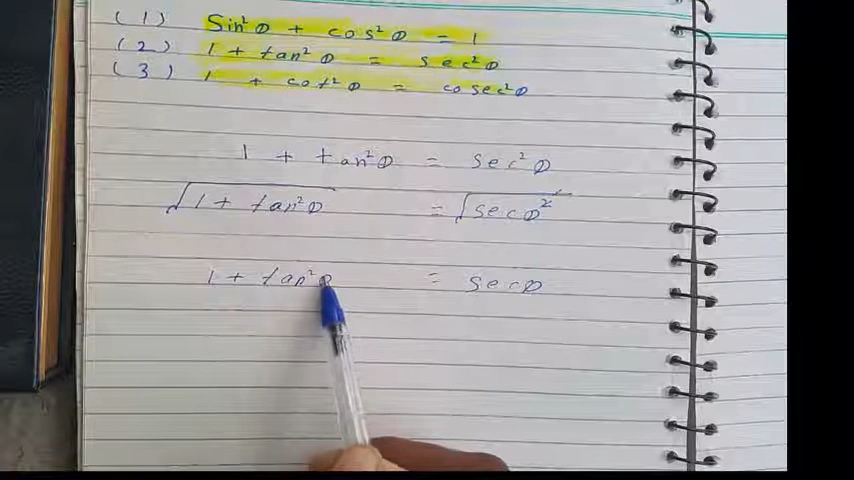 (1) Sin²θ + cos²θ = 1
(2) 1 + tan²θ = sec²θ
(3) 1 + cot²θ = cosec²θ
1 + tan²θ = sec²θ
√1 + tan²θ = √secθ²
1 + tan²θ = secθ